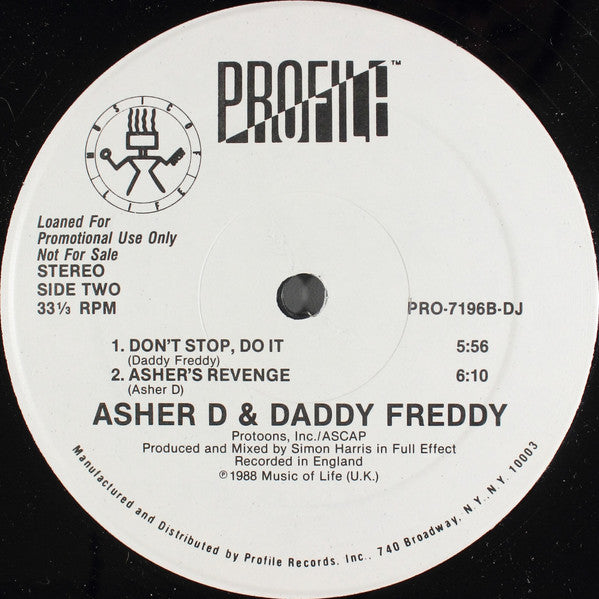 PROFILE™
MUSIC OF LIFE
Loaned For
Promotional Use Only
Not For Sale
STEREO
SIDE TWO
33⅓ RPM
PRO-7196B-DJ
1. DON'T STOP, DO IT 5:56
(Daddy Freddy)
2. ASHER'S REVENGE 6:10
(Asher D)
ASHER D & DADDY FREDDY
Protoons, Inc./ASCAP
Produced and Mixed by Simon Harris in Full Effect
Recorded in England
℗1988 Music of Life (U.K.)
Manufactured and Distributed by Profile Records, Inc., 740 Broadway, N.Y., N.Y. 10003